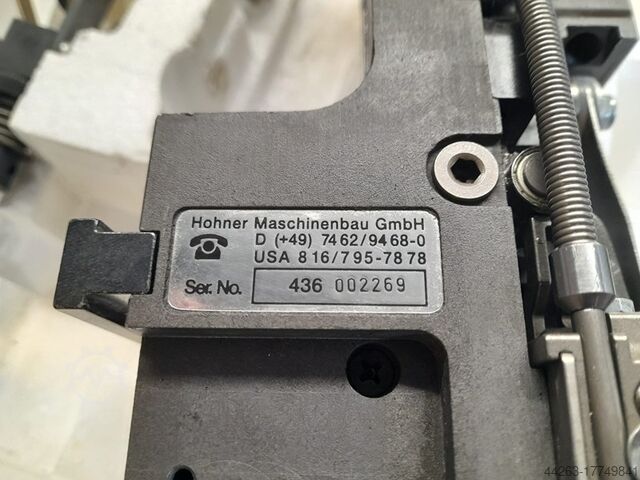 Hohner Maschinenbau GmbH
D (+49) 7462/9468-0
USA 816/795-7878
Ser. No. 436 002269
44263-17749841